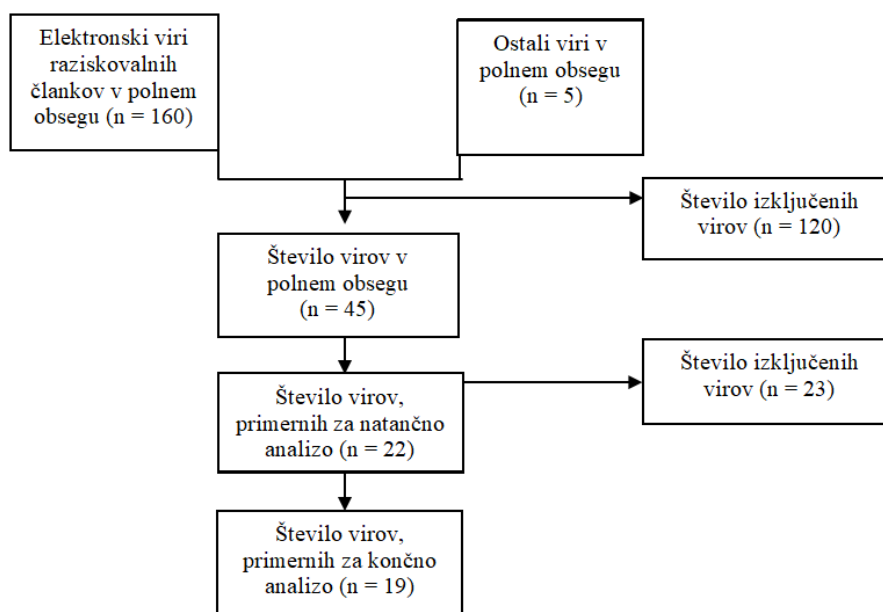 Elektronski viri
raziskovalnih
člankov v polnem
obsegu (n = 160)
Ostali viri v
polnem obsegu
(n = 5)
Število izključenih
virov (n = 120)
Število virov v
polnem obsegu
(n = 45)
Število izključenih
virov (n = 23)
Število virov,
primernih za natančno
analizo (n = 22)
Število virov,
primernih za končno
analizo (n = 19)